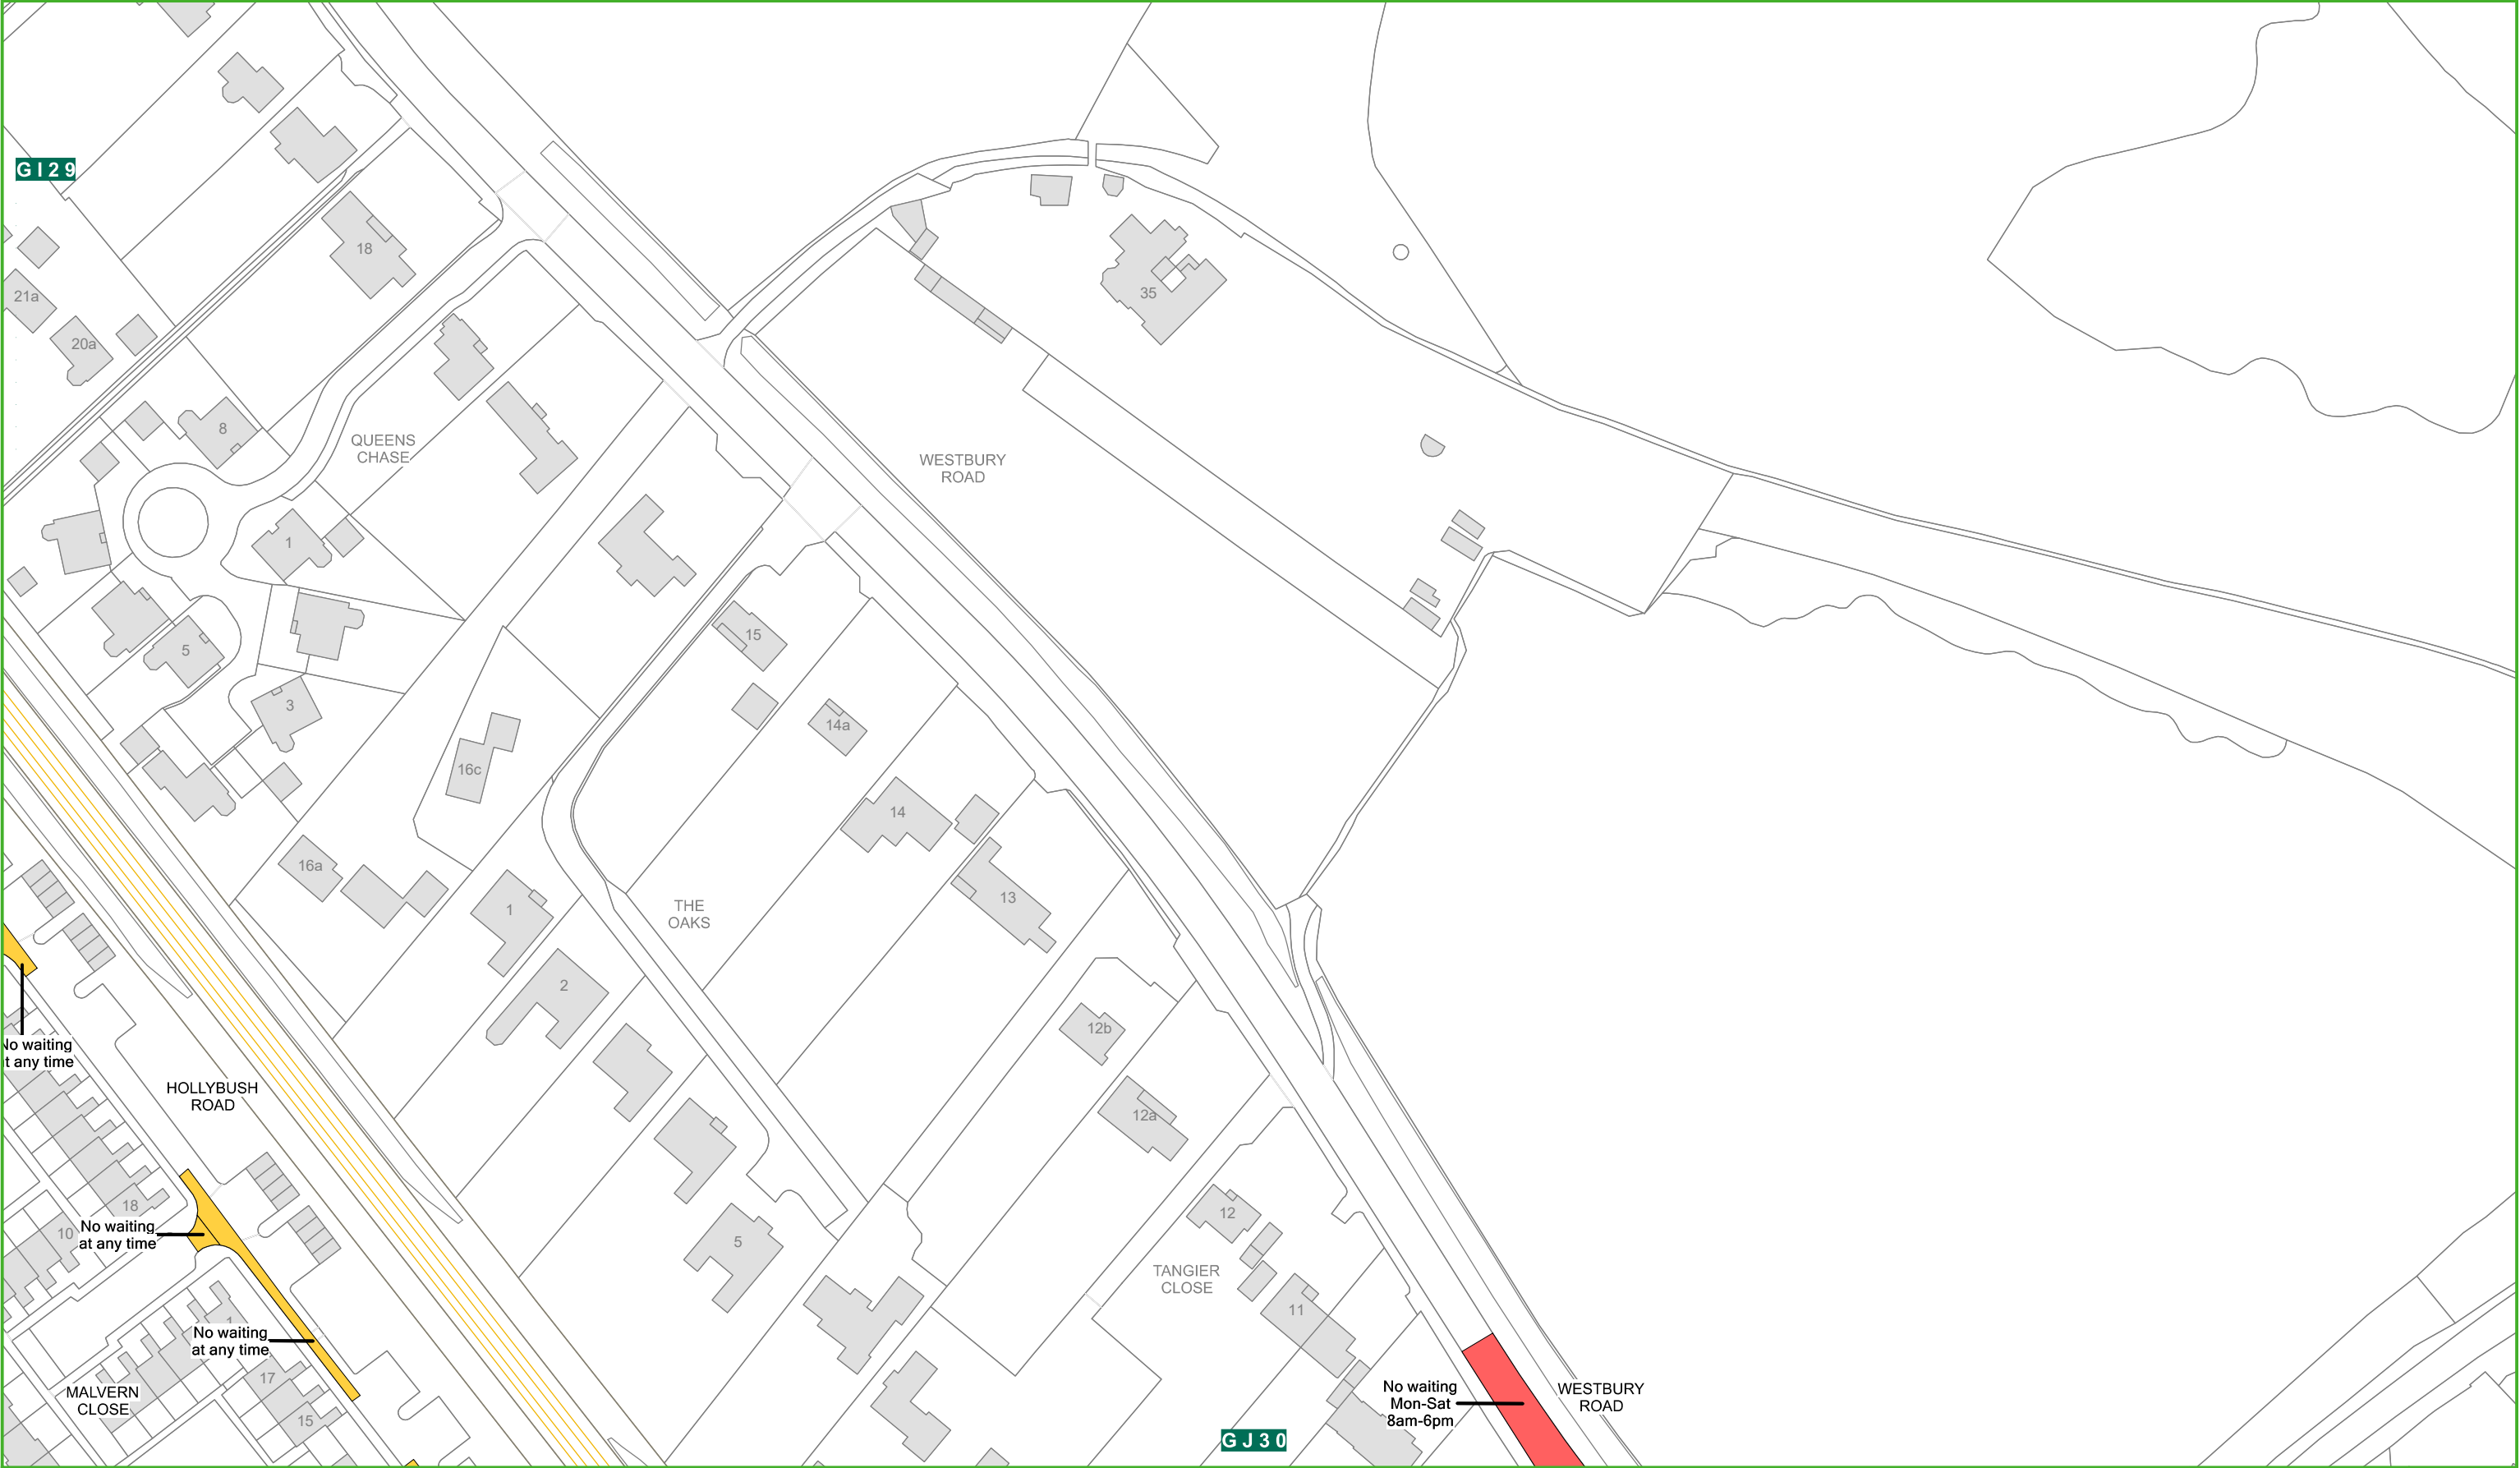 GI29
18
21a
20a
35
8
QUEENS
CHASE
WESTBURY
ROAD
1
15
5
3
14a
16c
14
16a
13
1
THE
OAKS
2
12b
No waiting
at any time
HOLLYBUSH
ROAD
12a
18
12
10
No waiting
at any time
5
TANGIER
CLOSE
11
No waiting
at any time
17
MALVERN
CLOSE
15
No waiting
Mon-Sat
8am-6pm
WESTBURY
ROAD
GJ30